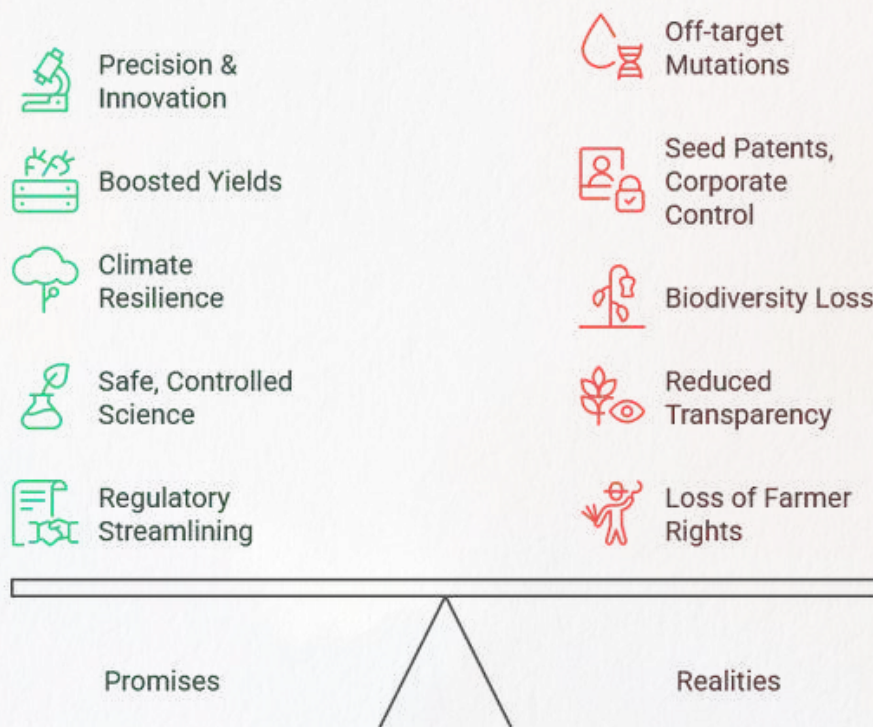 Precision &
Innovation
Boosted Yields
Climate
Resilience
Safe, Controlled
Science
Regulatory
Streamlining
Off-target
Mutations
Seed Patents,
Corporate
Control
Biodiversity Loss
Reduced
Transparency
Loss of Farmer
Rights
Promises
Realities